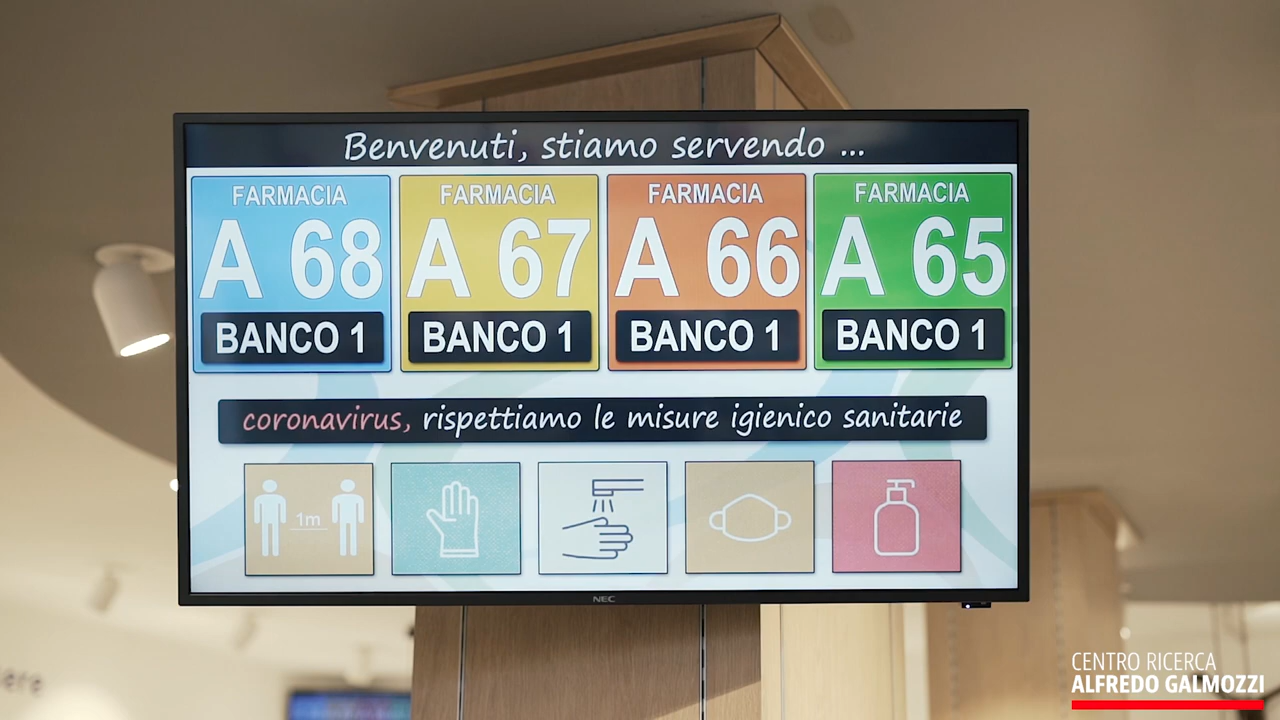 Benvenuti, stiamo servendo ...
FARMACIA FARMACIA FARMACIA FARMACIA
A 68 A 67 A 66 A 65
BANCO 1 BANCO 1 BANCO 1 BANCO 1
coronavirus, rispettiamo le misure igienico sanitarie
1m
NEC
CENTRO RICERCA
ALFREDO GALMOZZI